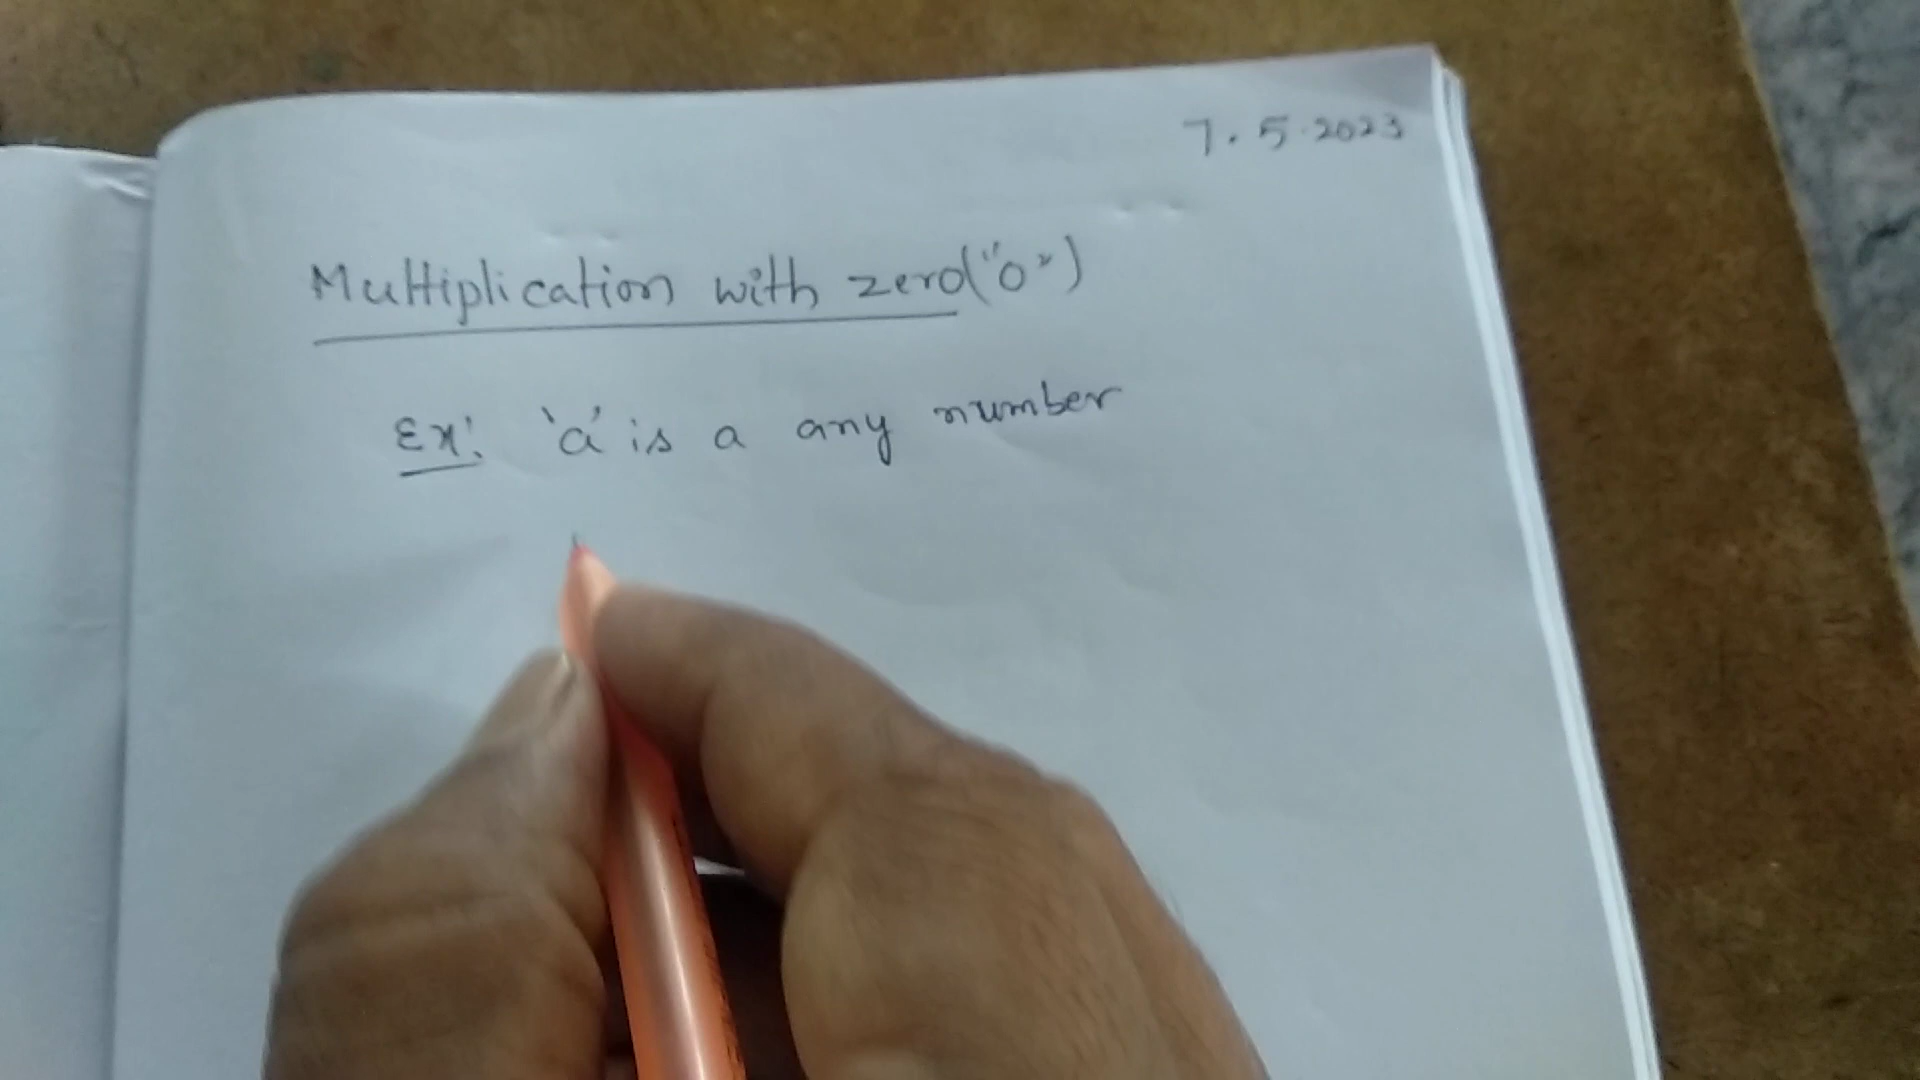 7.5.2023
Multiplication with zero("0")
Ex: 'a' is a any number